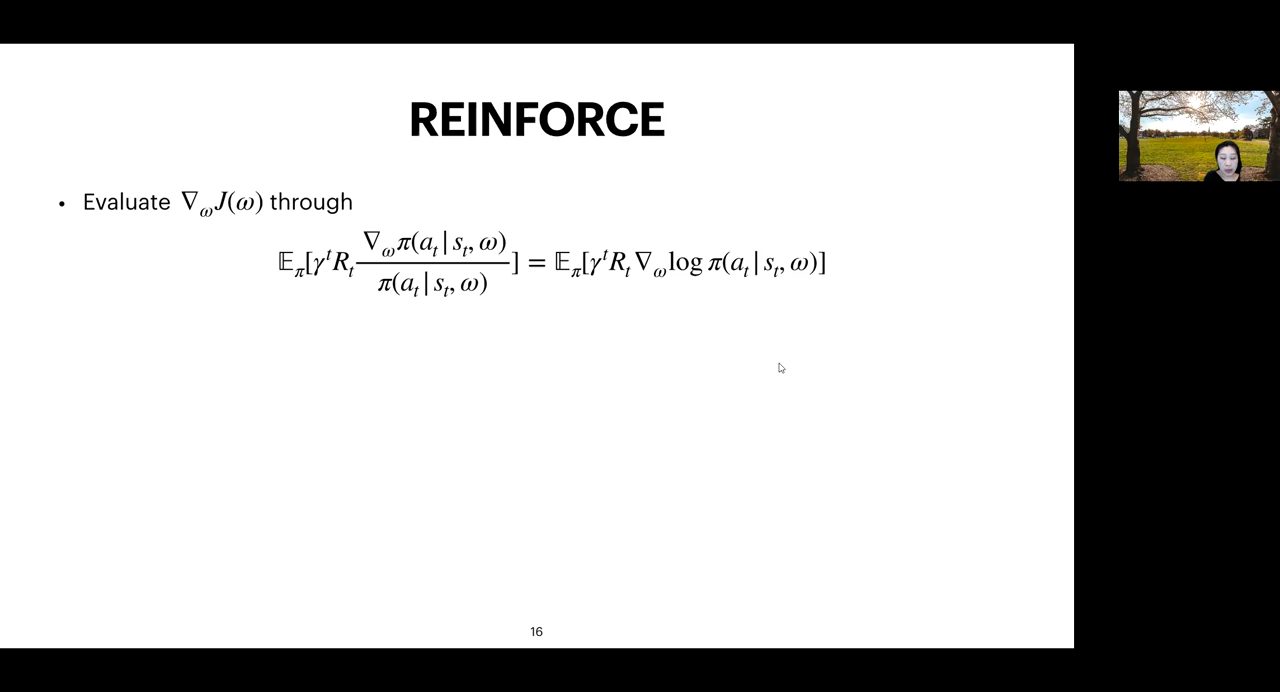 REINFORCE
• Evaluate ∇_ω J(ω) through
𝔼_π[γ^t R_t ∇_ω π(a_t | s_t, ω) / π(a_t | s_t, ω)] = 𝔼_π[γ^t R_t ∇_ω log π(a_t | s_t, ω)]
16